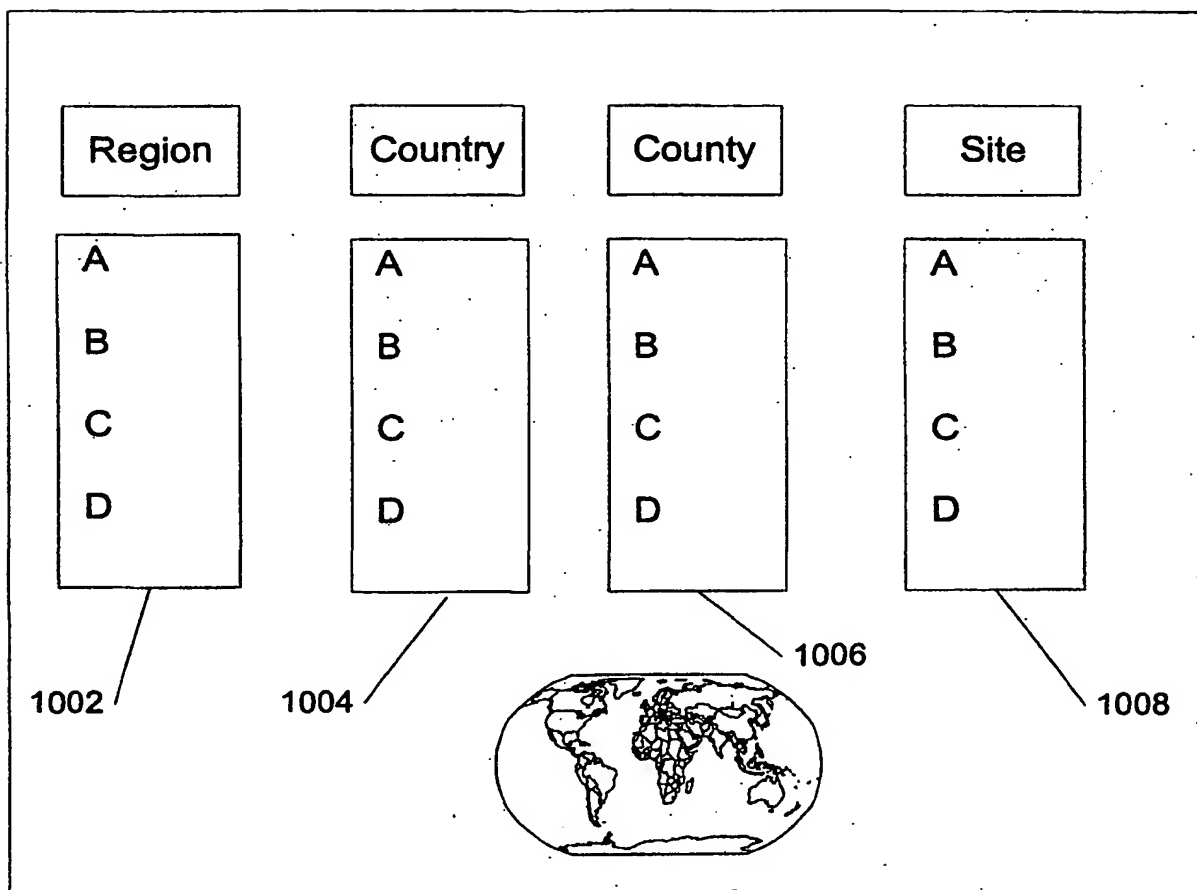 Region Country County Site
A A A A
B B B B
C C C C
D D D D
1006
1002 1004 1008